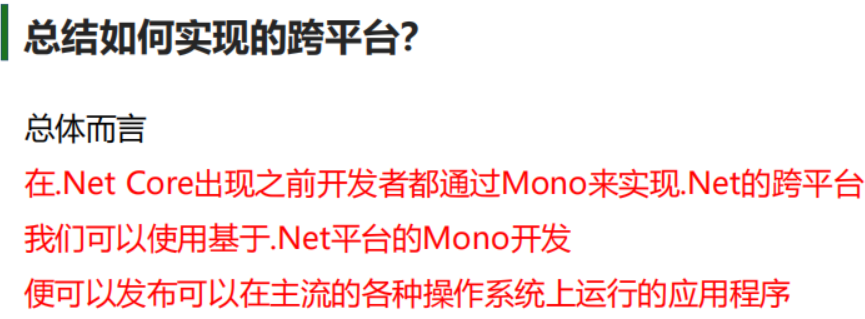 总结如何实现的跨平台?
总体而言
在.Net Core出现之前开发者都通过Mono来实现.Net的跨平台
我们可以使用基于.Net平台的Mono开发
便可以发布可以在主流的各种操作系统上运行的应用程序